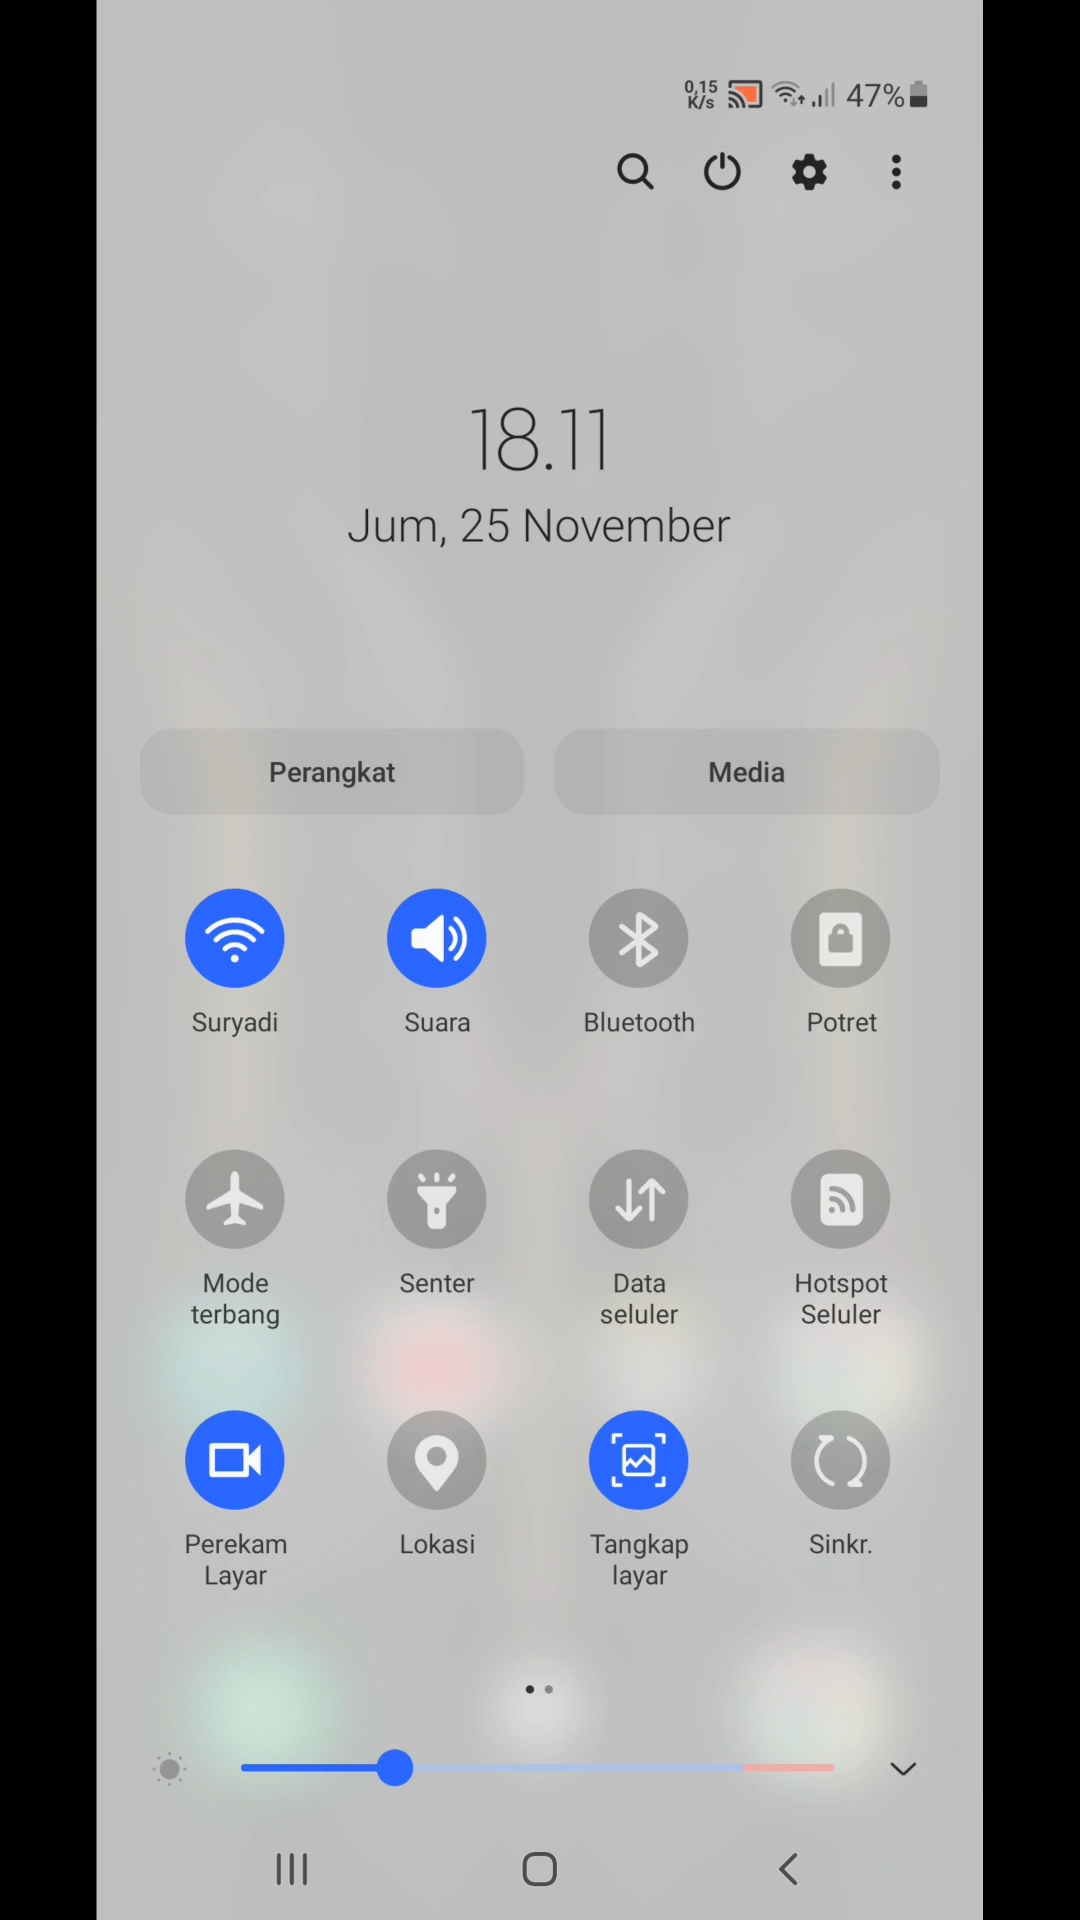 0,15
K/s
47%
18.11
Jum, 25 November
Perangkat
Media
Suryadi
Suara
Bluetooth
Potret
Mode
terbang
Senter
Data
seluler
Hotspot
Seluler
Perekam
Layar
Lokasi
Tangkap
layar
Sinkr.